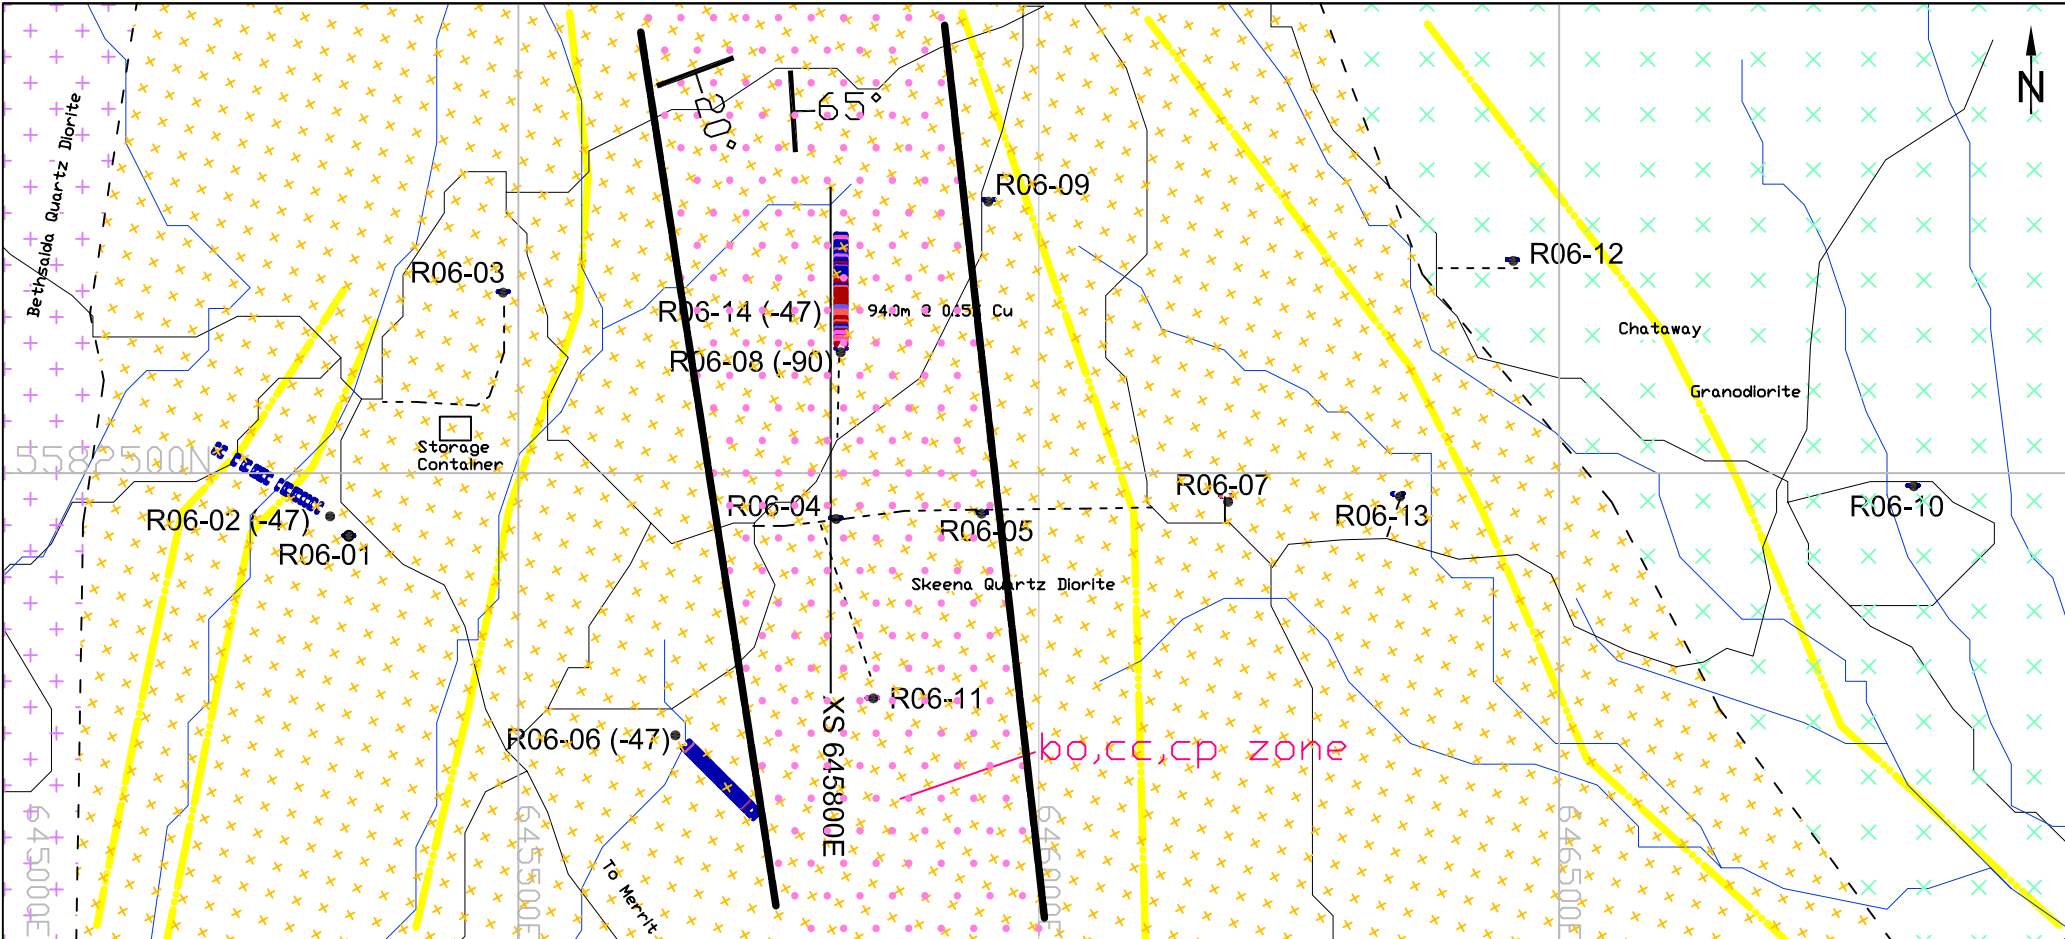 N
65°
20°
Bethsaida Quartz Diorite
R06-09
R06-12
R06-03
R06-14 (-47)
94.0m @ 0.5% Cu
Chataway
R06-08 (-90)
Granodiorite
Storage
Container
5582500N
R06-04
R06-07
R06-02 (-47)
R06-05
R06-13
R06-10
R06-01
Skeena Quartz Diorite
R06-11
R06-06 (-47)
XS 645800E
bo,cc,cp zone
645000E
645500E
646000E
646500E
To Merrit